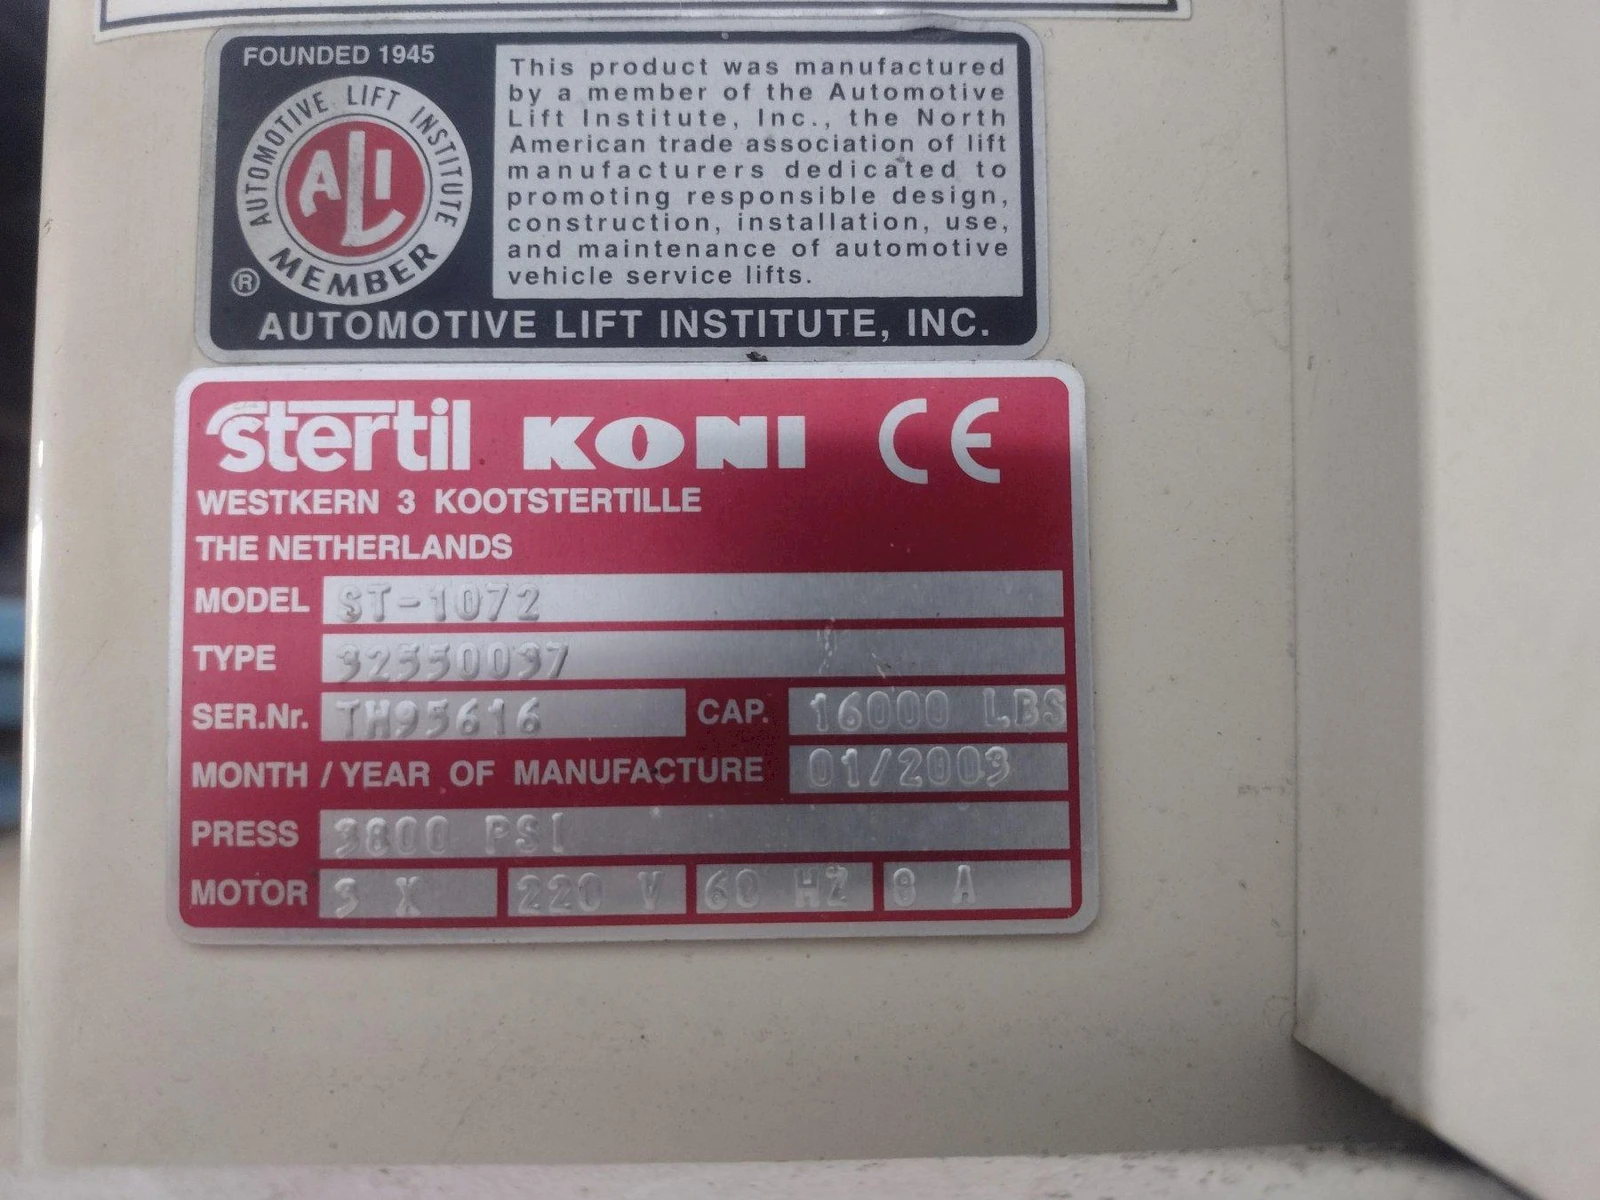 FOUNDED 1945
AUTOMOTIVE LIFT INSTITUTE
ALI
MEMBER
®
This product was manufactured
by a member of the Automotive
Lift Institute, Inc., the North
American trade association of lift
manufacturers dedicated to
promoting responsible design,
construction, installation, use,
and maintenance of automotive
vehicle service lifts.
AUTOMOTIVE LIFT INSTITUTE, INC.
stertil KONI CE
WESTKERN 3 KOOTSTERTILLE
THE NETHERLANDS
MODEL ST-1072
TYPE 32550037
SER.Nr. TH95616 CAP. 16000 LBS
MONTH / YEAR OF MANUFACTURE 01/2003
PRESS 3800 PSI
MOTOR 3 X 220 V 60 HZ 8 A